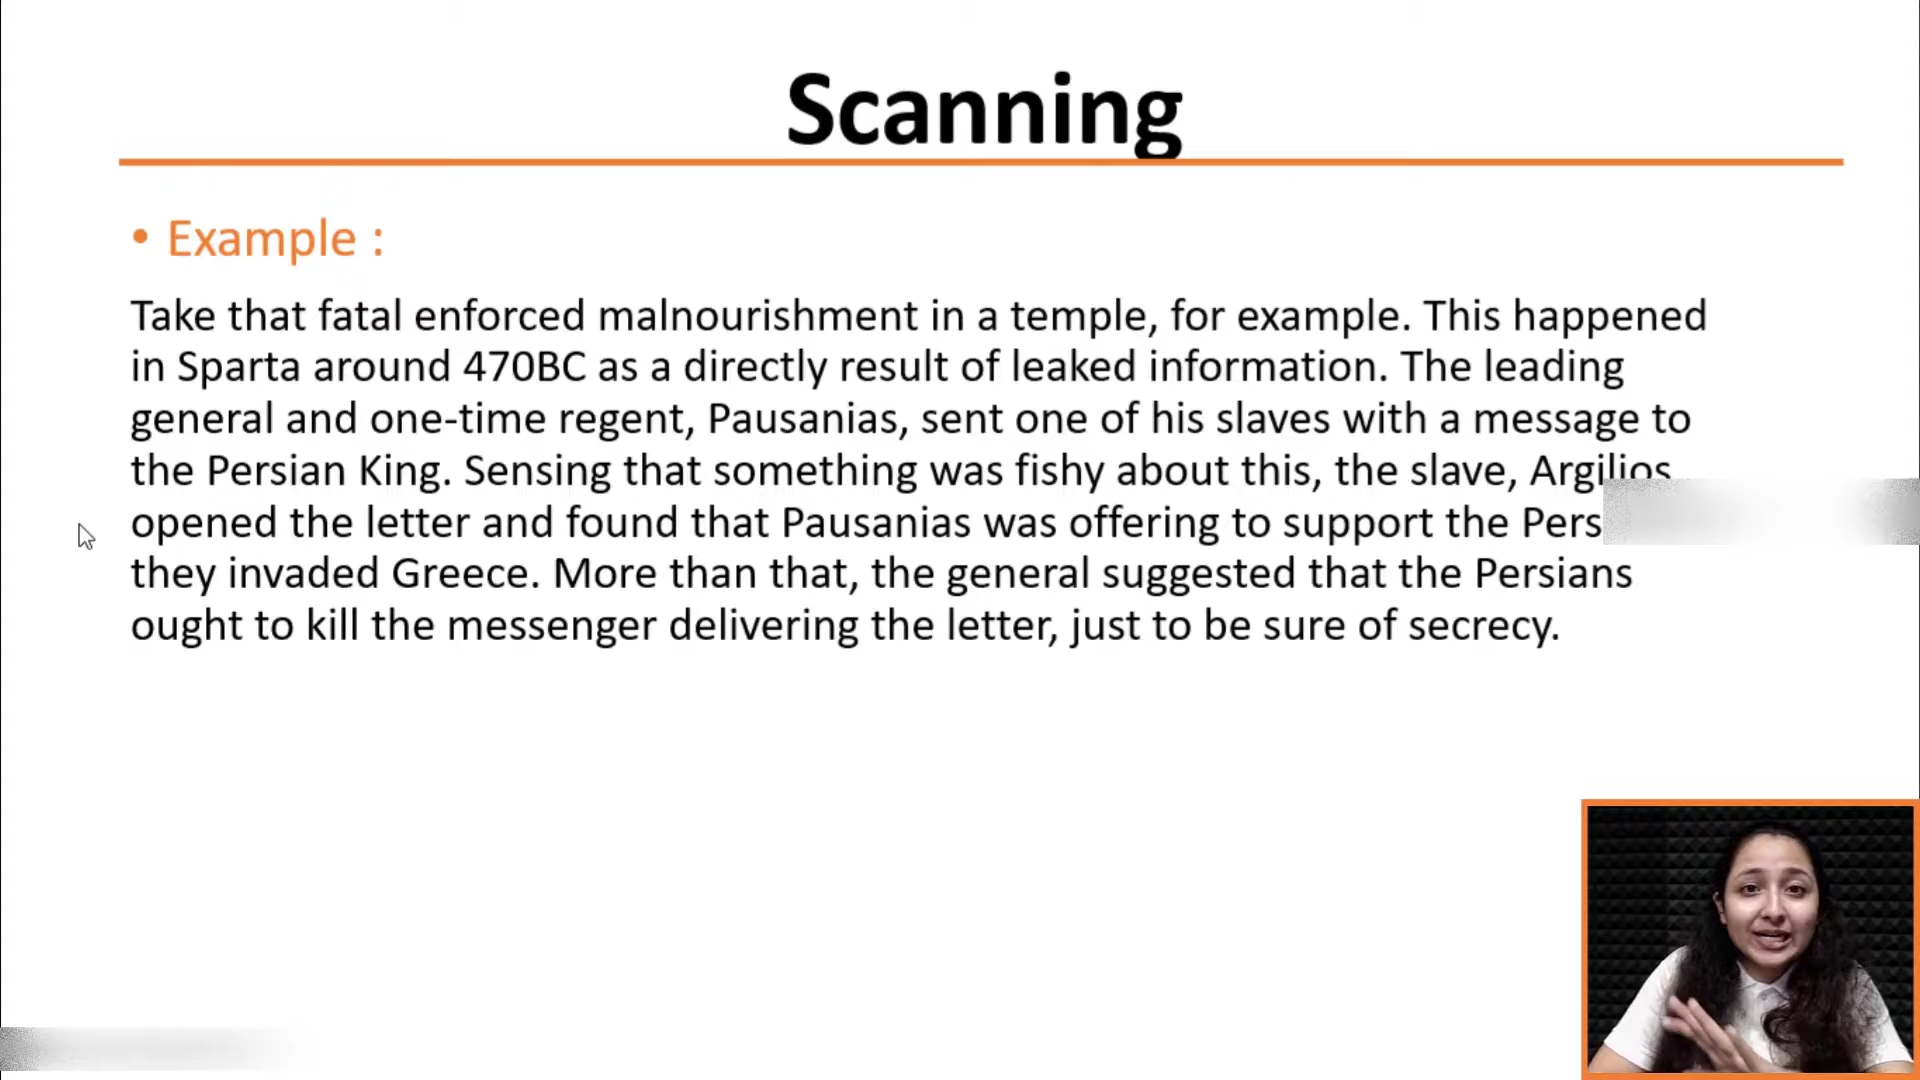 Scanning
• Example :
Take that fatal enforced malnourishment in a temple, for example. This happened
in Sparta around 470BC as a directly result of leaked information. The leading
general and one-time regent, Pausanias, sent one of his slaves with a message to
the Persian King. Sensing that something was fishy about this, the slave, Argilios
opened the letter and found that Pausanias was offering to support the
they invaded Greece. More than that, the general suggested that the Persians
ought to kill the messenger delivering the letter, just to be sure of secrecy.